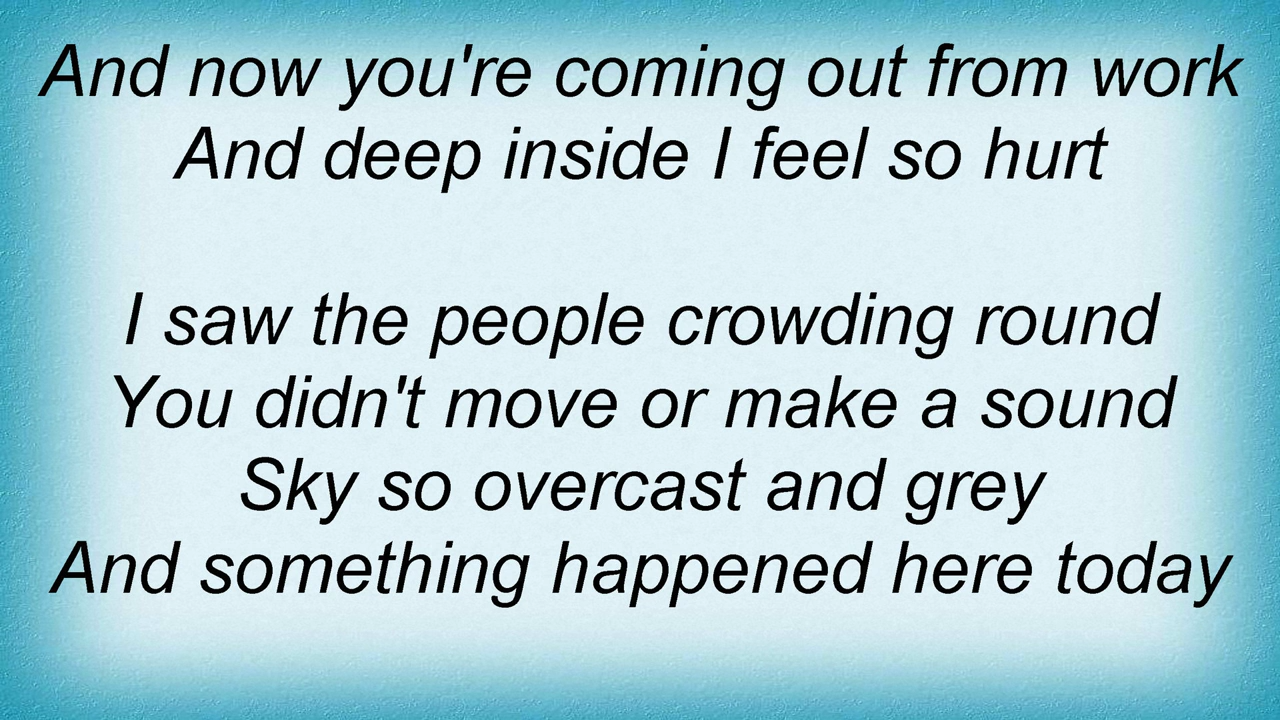 And now you're coming out from work
And deep inside I feel so hurt
I saw the people crowding round
You didn't move or make a sound
Sky so overcast and grey
And something happened here today